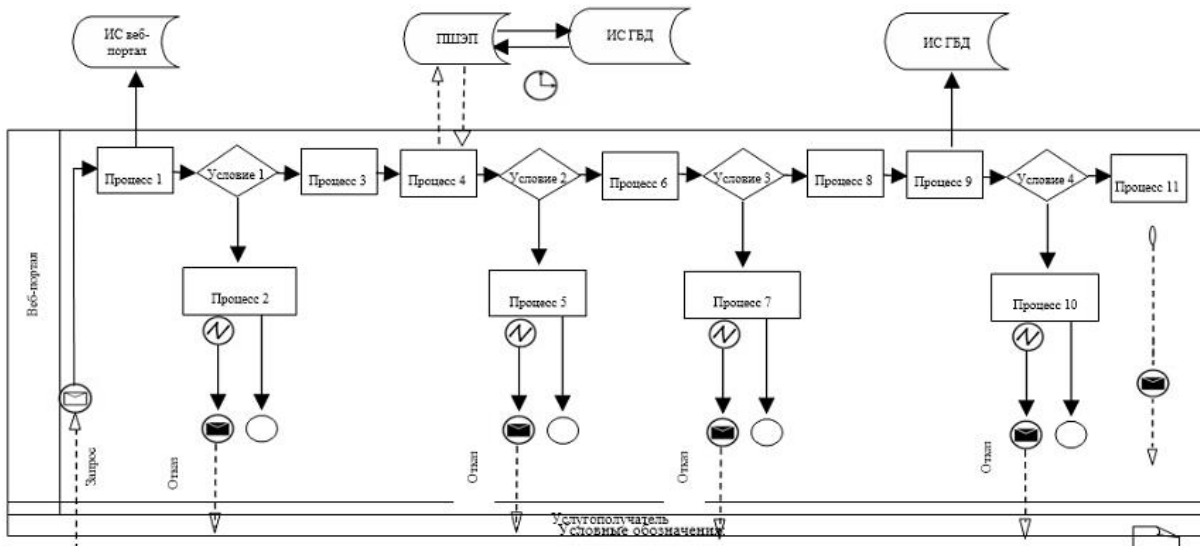 ИС веб-
портал
ПШЭП
ИС ГБД
ИС ГБД
Процесс 1
Условие 1
Процесс 3
Процесс 4
Условие 2
Процесс 6
Условие 3
Процесс 8
Процесс 9
Условие 4
Процесс 11
Веб-портал
Процесс 2
Процесс 5
Процесс 7
Процесс 10
Запрос
Отказ
Отказ
Отказ
Отказ
Услугополучатель
Условные обозначения: